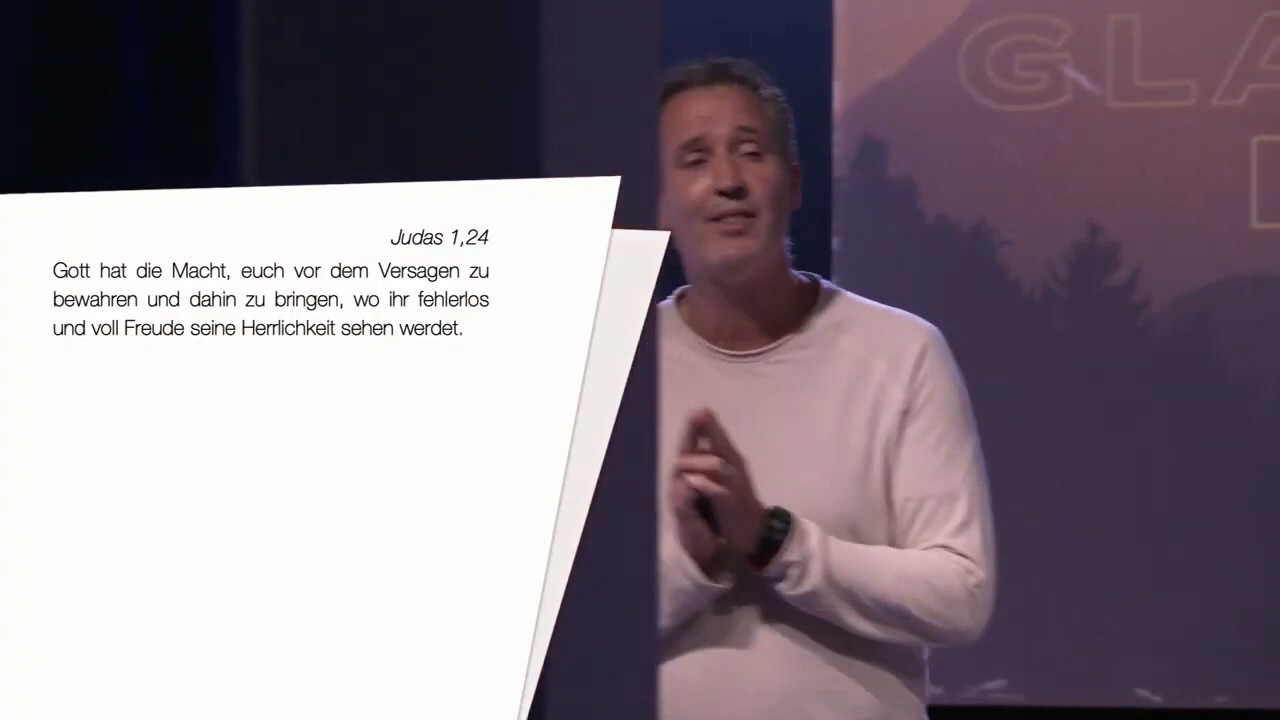 Judas 1,24
Gott hat die Macht, euch vor dem Versagen zu
bewahren und dahin zu bringen, wo ihr fehlerlos
und voll Freude seine Herrlichkeit sehen werdet.